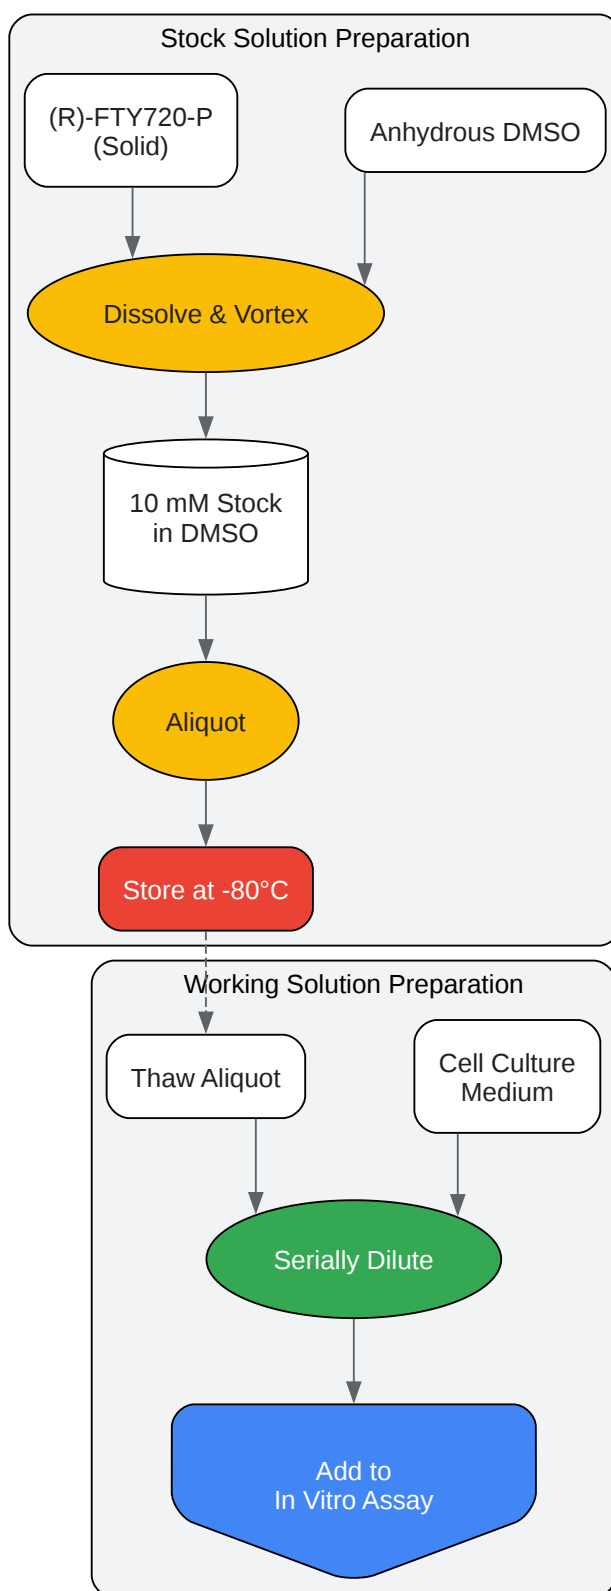 Stock Solution Preparation
(R)-FTY720-P
(Solid)
Anhydrous DMSO
Dissolve & Vortex
10 mM Stock
in DMSO
Aliquot
Store at -80°C
Working Solution Preparation
Thaw Aliquot
Cell Culture
Medium
Serially Dilute
Add to
In Vitro Assay